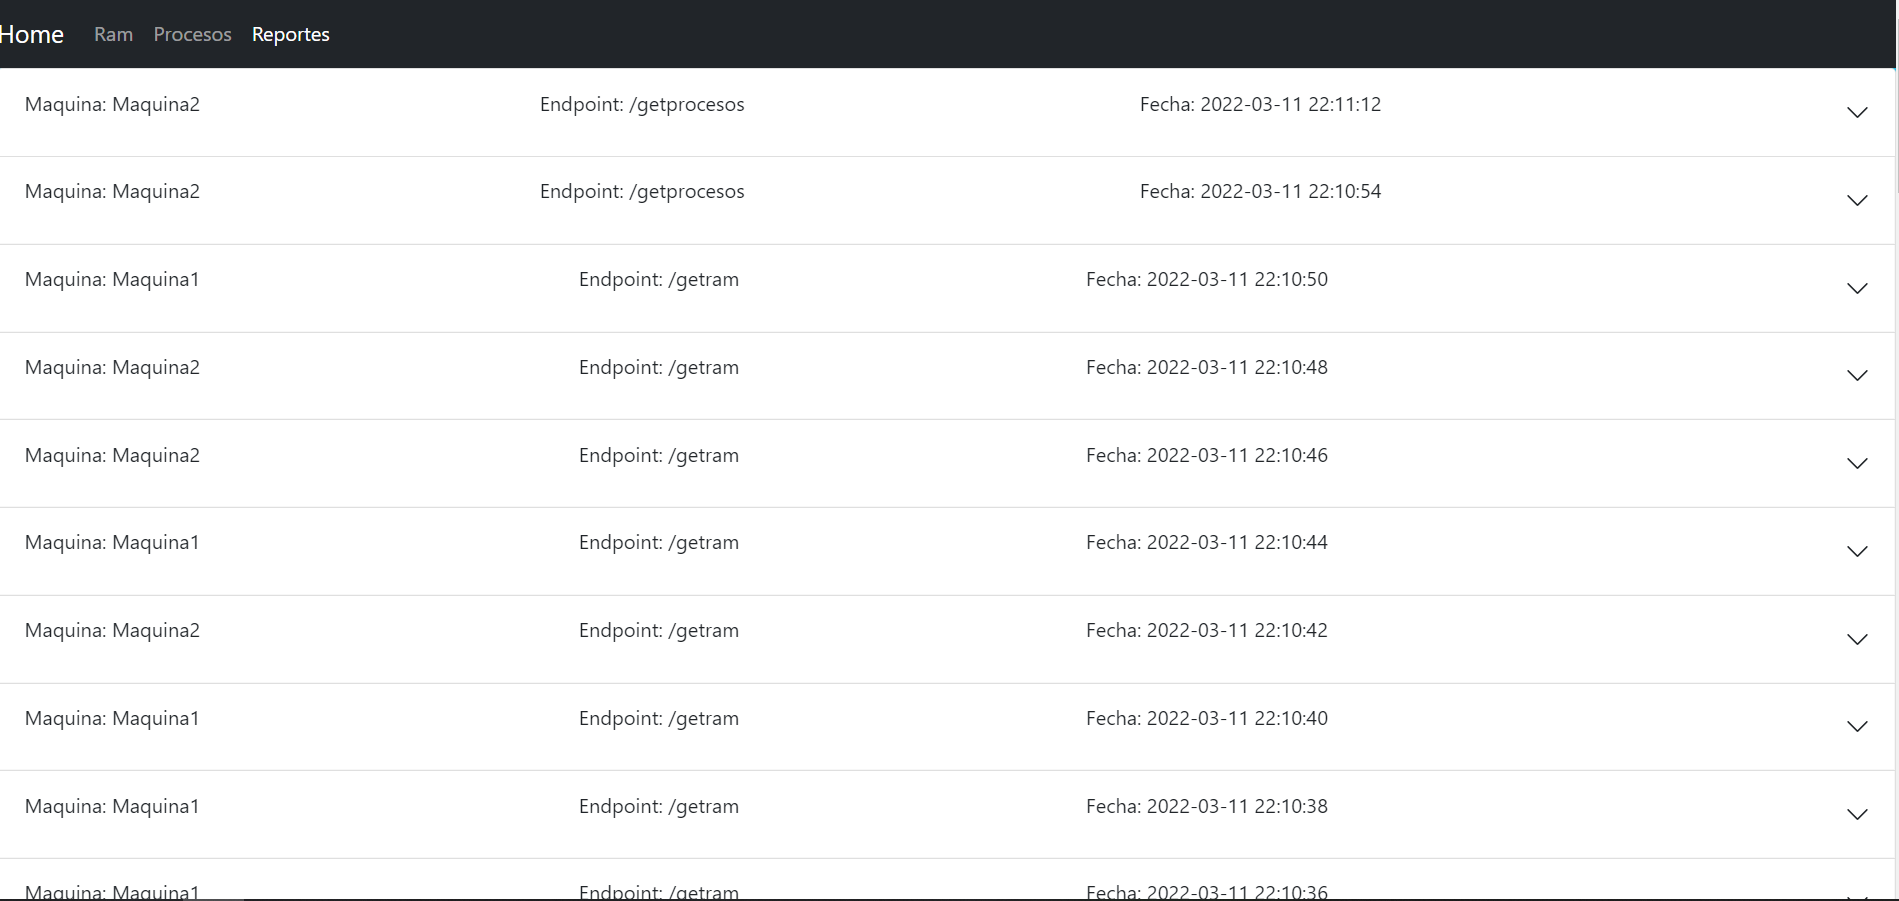 Home Ram Procesos Reportes
Maquina: Maquina2 Endpoint: /getprocesos Fecha: 2022-03-11 22:11:12
Maquina: Maquina2 Endpoint: /getprocesos Fecha: 2022-03-11 22:10:54
Maquina: Maquina1 Endpoint: /getram Fecha: 2022-03-11 22:10:50
Maquina: Maquina2 Endpoint: /getram Fecha: 2022-03-11 22:10:48
Maquina: Maquina2 Endpoint: /getram Fecha: 2022-03-11 22:10:46
Maquina: Maquina1 Endpoint: /getram Fecha: 2022-03-11 22:10:44
Maquina: Maquina2 Endpoint: /getram Fecha: 2022-03-11 22:10:42
Maquina: Maquina1 Endpoint: /getram Fecha: 2022-03-11 22:10:40
Maquina: Maquina1 Endpoint: /getram Fecha: 2022-03-11 22:10:38
Maquina: Maquina1 Endpoint: /getram Fecha: 2022-03-11 22:10:36